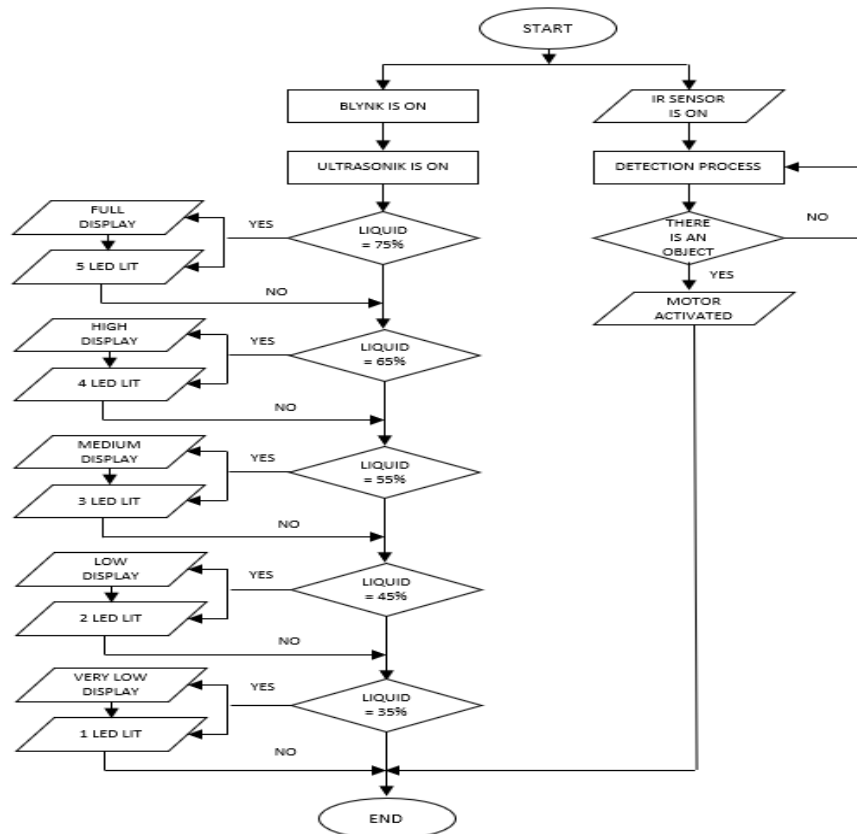 START
BLYNK IS ON
IR SENSOR
IS ON
ULTRASONIK IS ON
DETECTION PROCESS
FULL
DISPLAY
YES
LIQUID
= 75%
THERE
IS AN
OBJECT
NO
5 LED LIT
YES
NO
MOTOR
ACTIVATED
HIGH
DISPLAY
YES
LIQUID
= 65%
4 LED LIT
NO
MEDIUM
DISPLAY
YES
LIQUID
= 55%
3 LED LIT
NO
LOW
DISPLAY
YES
LIQUID
= 45%
2 LED LIT
NO
VERY LOW
DISPLAY
YES
LIQUID
= 35%
1 LED LIT
NO
END